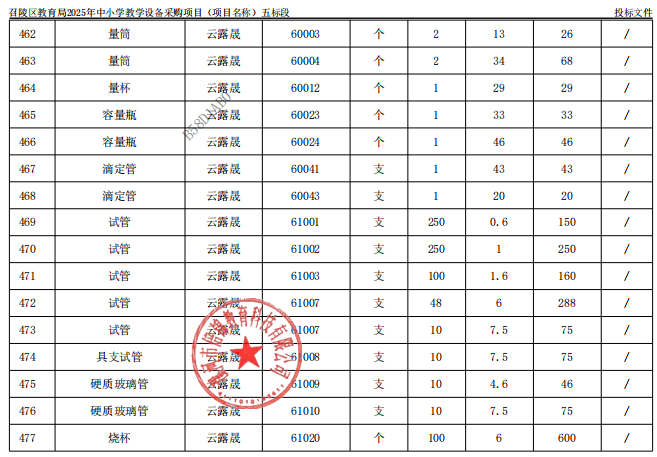 召陵区教育局2025年中小学教学设备采购项目（项目名称）五标段 投标文件
462 量筒 云露晟 60003 个 2 13 26 /
463 量筒 云露晟 60004 个 2 34 68 /
464 量杯 云露晟 60012 个 1 29 29 /
465 容量瓶 云露晟 60023 个 1 33 33 /
466 容量瓶 云露晟 60024 个 1 46 46 /
467 滴定管 云露晟 60041 支 1 43 43 /
468 滴定管 云露晟 60043 支 1 20 20 /
469 试管 云露晟 61001 支 250 0.6 150 /
470 试管 云露晟 61002 支 250 1 250 /
471 试管 云露晟 61003 支 100 1.6 160 /
472 试管 云露晟 61007 支 48 6 288 /
473 试管 云露晟 61007 支 10 7.5 75 /
474 具支试管 云露晟 61008 支 10 7.5 75 /
475 硬质玻璃管 云露晟 61009 支 10 4.6 46 /
476 硬质玻璃管 云露晟 61010 支 10 7.5 75 /
477 烧杯 云露晟 61020 个 100 6 600 /
教育科技有限公司